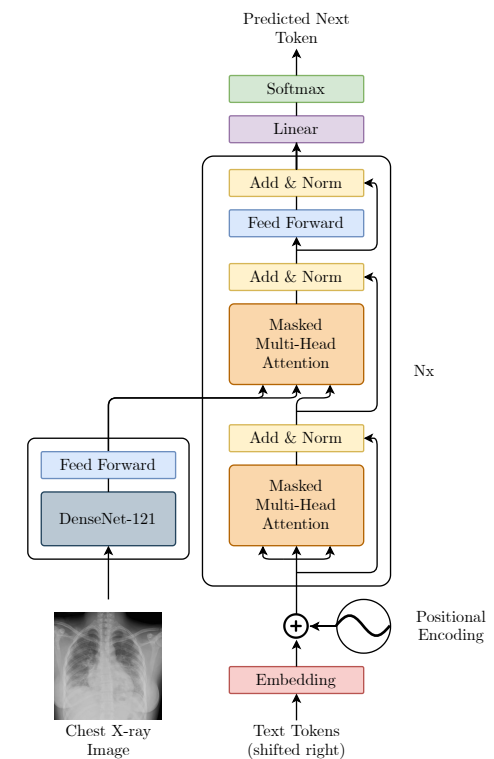 Predicted Next
Token
Softmax
Linear
Add & Norm
Feed Forward
Add & Norm
Masked
Multi-Head
Attention
Nx
Add & Norm
Feed Forward
Masked
Multi-Head
Attention
DenseNet-121
Positional
Encoding
Embedding
Chest X-ray
Image
Text Tokens
(shifted right)